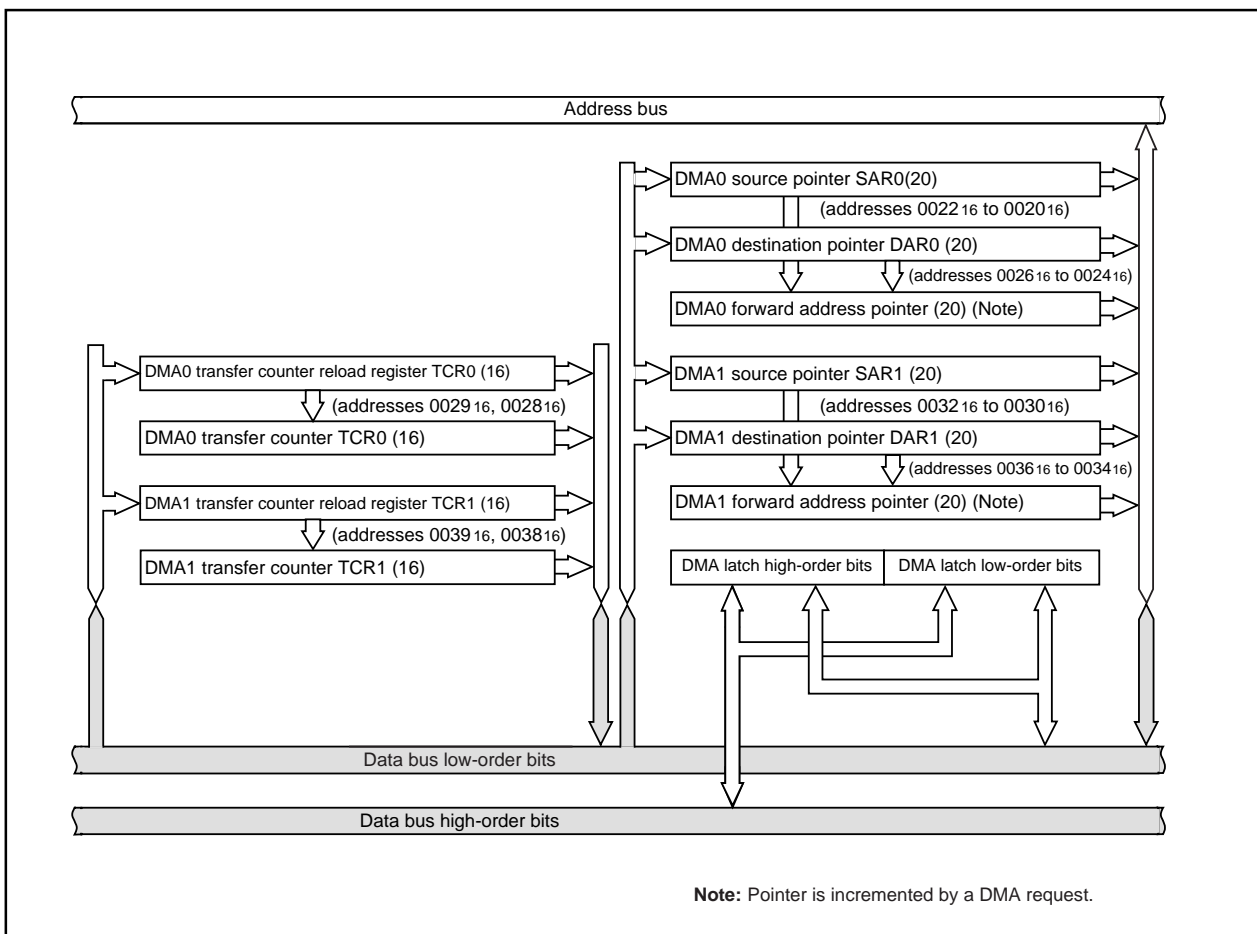 Address bus
DMA0 source pointer SAR0(20)
(addresses 0022₁₆ to 0020₁₆)
DMA0 destination pointer DAR0 (20)
(addresses 0026₁₆ to 0024₁₆)
DMA0 forward address pointer (20) (Note)
DMA0 transfer counter reload register TCR0 (16)
(addresses 0029₁₆, 0028₁₆)
DMA0 transfer counter TCR0 (16)
DMA1 transfer counter reload register TCR1 (16)
(addresses 0039₁₆, 0038₁₆)
DMA1 transfer counter TCR1 (16)
DMA1 source pointer SAR1 (20)
(addresses 0032₁₆ to 0030₁₆)
DMA1 destination pointer DAR1 (20)
(addresses 0036₁₆ to 0034₁₆)
DMA1 forward address pointer (20) (Note)
DMA latch high-order bits
DMA latch low-order bits
Data bus low-order bits
Data bus high-order bits
Note: Pointer is incremented by a DMA request.